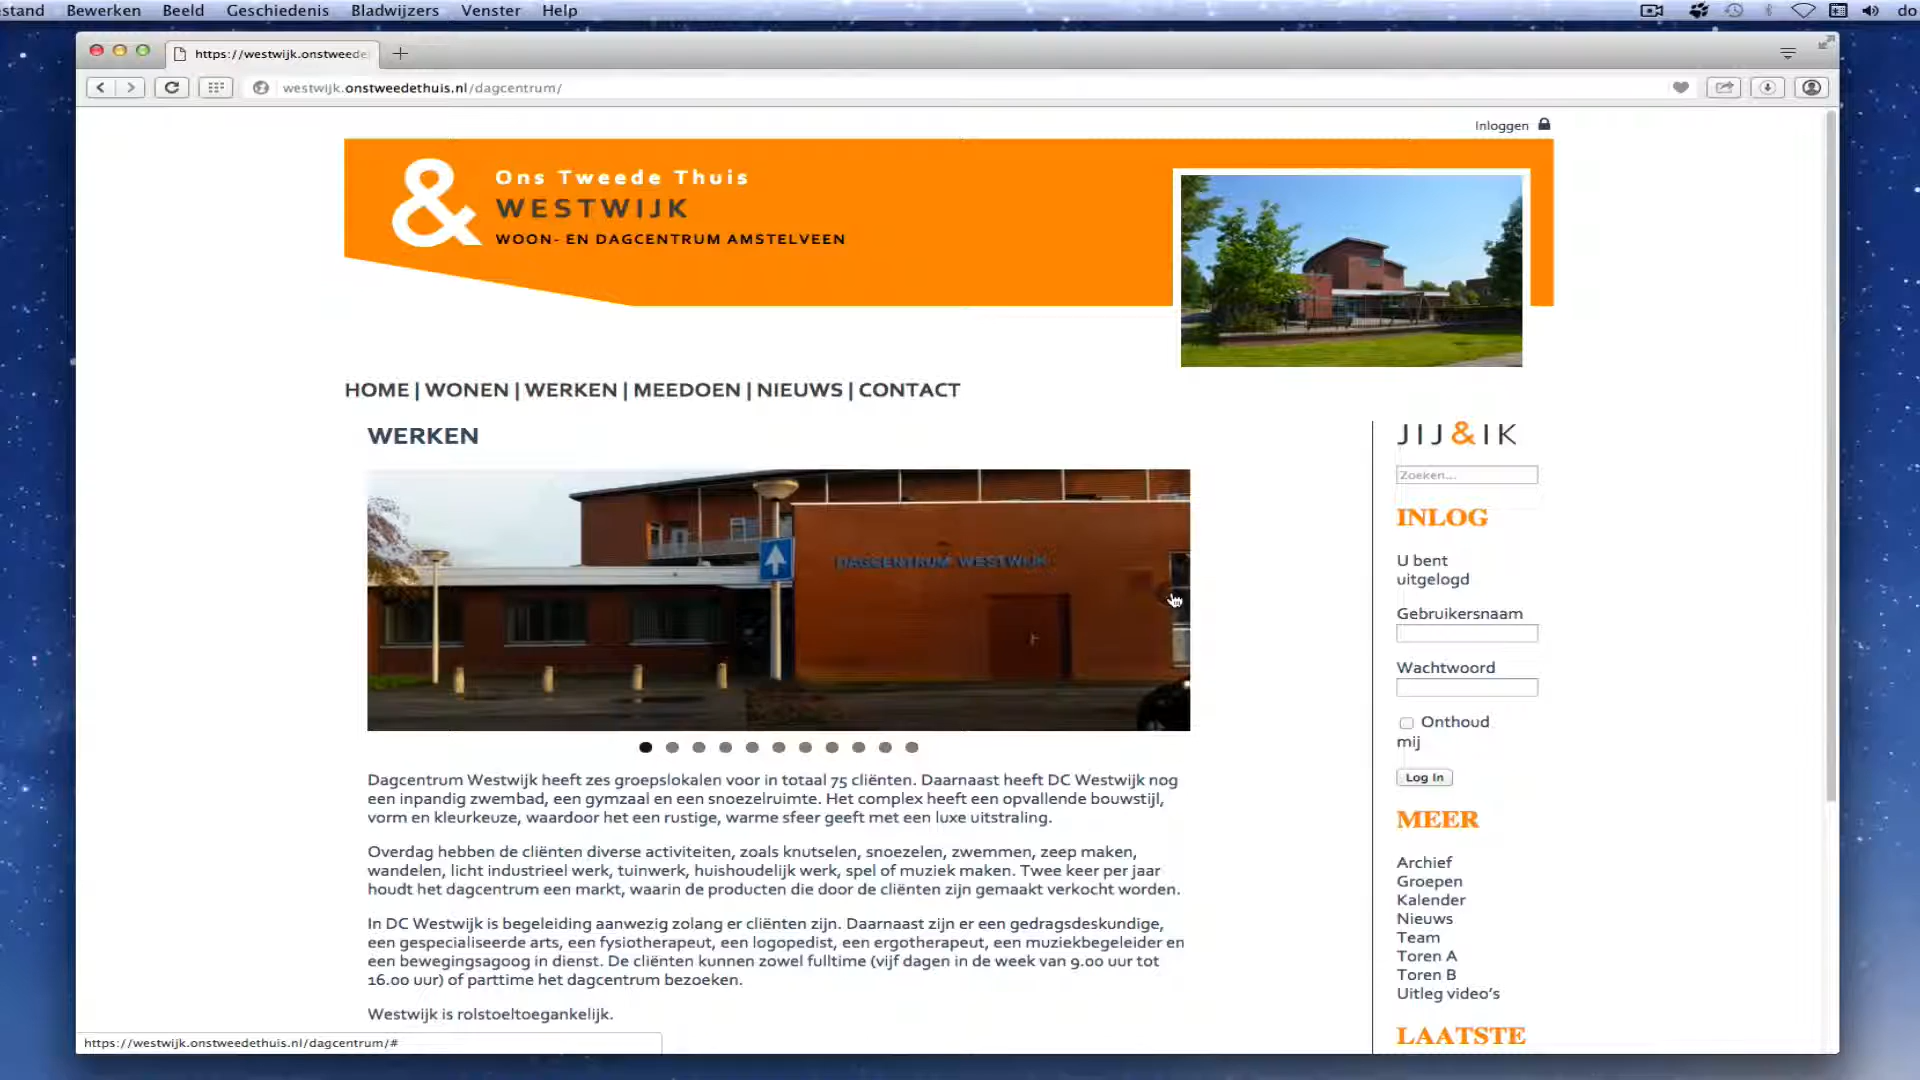 stand Bewerken Beeld Geschiedenis Bladwijzers Venster Help do
https://westwijk.onstweede
westwijk.onstweedethuis.nl/dagcentrum/
Inloggen
& Ons Tweede Thuis
WESTWIJK
WOON- EN DAGCENTRUM AMSTELVEEN
HOME | WONEN | WERKEN | MEEDOEN | NIEUWS | CONTACT
WERKEN
DAGCENTRUM WESTWIJK
Dagcentrum Westwijk heeft zes groepslokalen voor in totaal 75 cliënten. Daarnaast heeft DC Westwijk nog
een inpandig zwembad, een gymzaal en een snoezelruimte. Het complex heeft een opvallende bouwstijl,
vorm en kleurkeuze, waardoor het een rustige, warme sfeer geeft met een luxe uitstraling.
Overdag hebben de cliënten diverse activiteiten, zoals knutselen, snoezelen, zwemmen, zeep maken,
wandelen, licht industrieel werk, tuinwerk, huishoudelijk werk, spel of muziek maken. Twee keer per jaar
houdt het dagcentrum een markt, waarin de producten die door de cliënten zijn gemaakt verkocht worden.
In DC Westwijk is begeleiding aanwezig zolang er cliënten zijn. Daarnaast zijn er een gedragsdeskundige,
een gespecialiseerde arts, een fysiotherapeut, een logopedist, een ergotherapeut, een muziekbegeleider en
een bewegingsagoog in dienst. De cliënten kunnen zowel fulltime (vijf dagen in de week van 9.00 uur tot
16.00 uur) of parttime het dagcentrum bezoeken.
Westwijk is rolstoeltoegankelijk.
JIJ&IK
Zoeken...
INLOG
U bent
uitgelogd
Gebruikersnaam
Wachtwoord
Onthoud
mij
Log In
MEER
Archief
Groepen
Kalender
Nieuws
Team
Toren A
Toren B
Uitleg video's
LAATSTE
https://westwijk.onstweedethuis.nl/dagcentrum/#